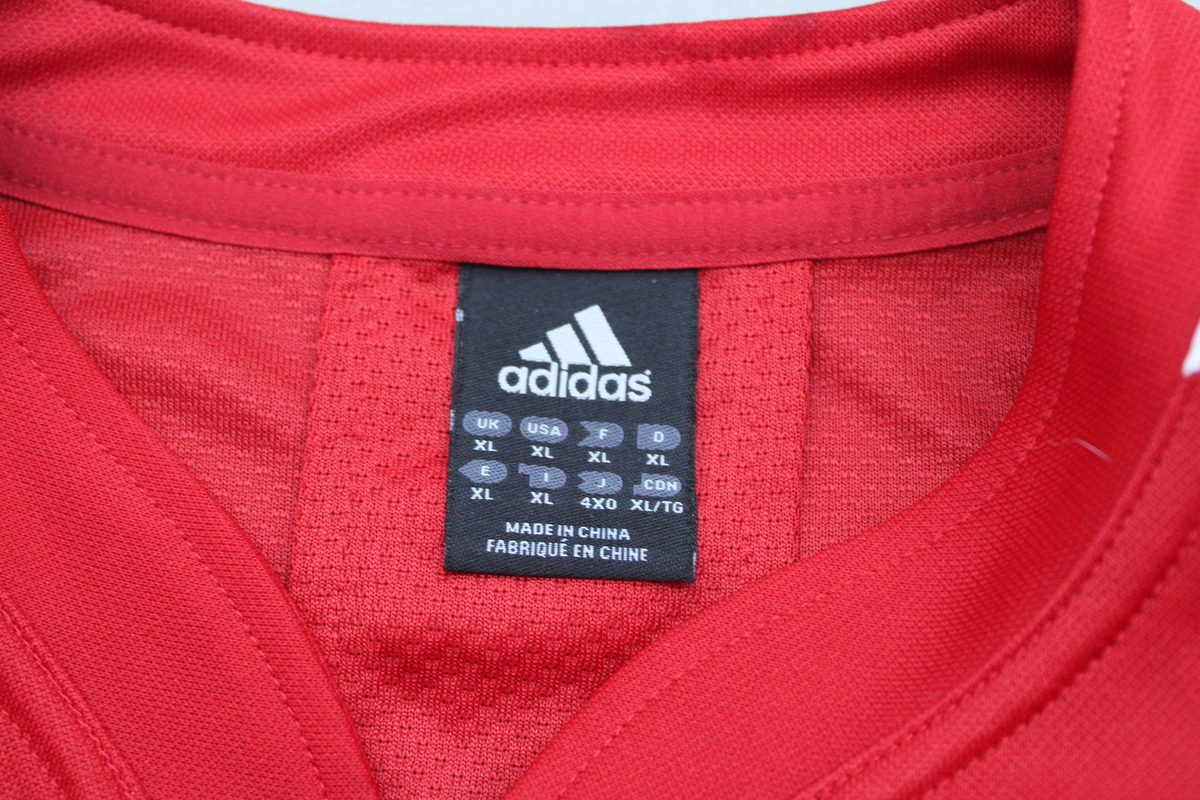 adidas
UK USA F D
XL XL XL XL
E I J CDN
XL XL 4XO XL/TG
MADE IN CHINA
FABRIQUÉ EN CHINE